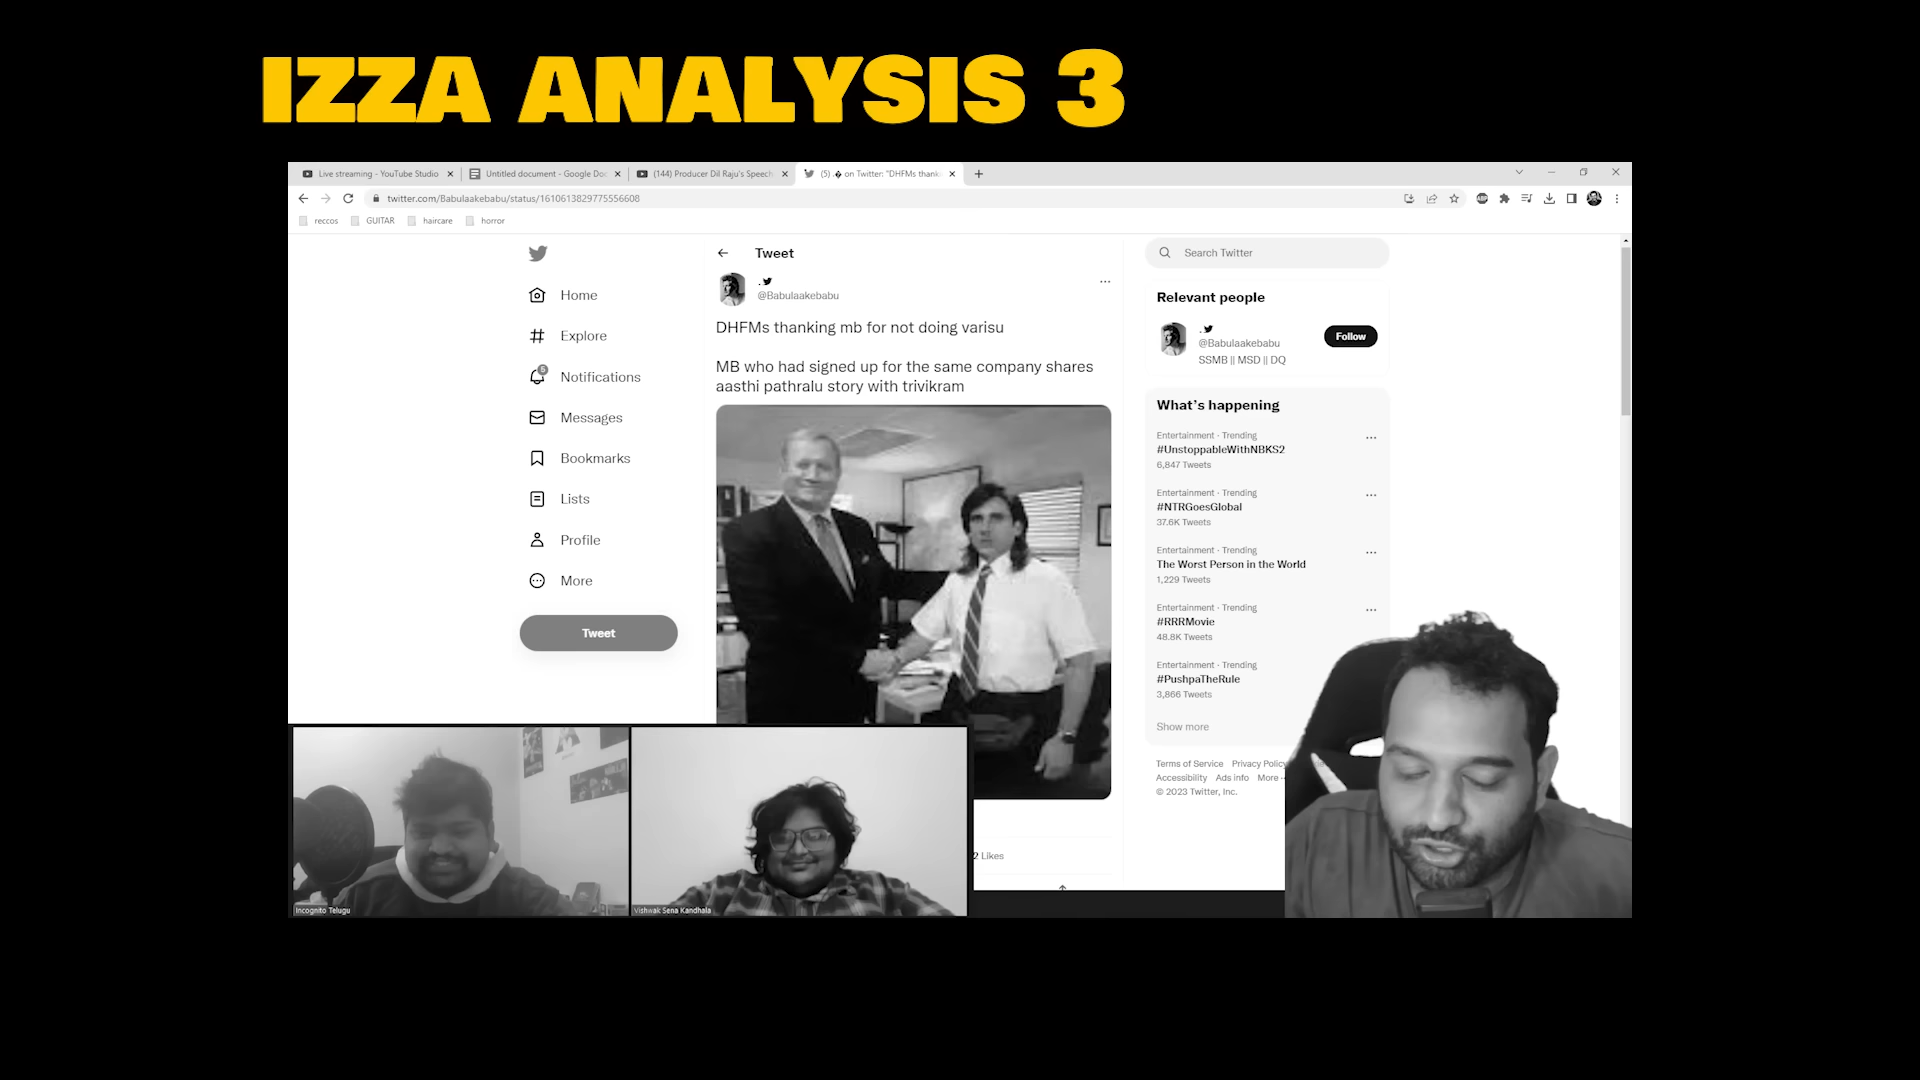 IZZA ANALYSIS 3
Live streaming - YouTube Studio
Untitled document - Google Doc
(144) Producer Dil Raju's Speech
(5) . on Twitter: "DHFMs thank
twitter.com/Babulaakebabu/status/1610613829775556608
reccos
GUITAR
haircare
horror
Home
Explore
5
Notifications
Messages
Bookmarks
Lists
Profile
More
Tweet
Tweet
.
@Babulaakebabu
DHFMs thanking mb for not doing varisu
MB who had signed up for the same company shares
aasthi pathralu story with trivikram
2 Likes
Search Twitter
Relevant people
.
@Babulaakebabu
Follow
SSMB || MSD || DQ
What's happening
Entertainment · Trending
#UnstoppableWithNBKS2
6,847 Tweets
Entertainment · Trending
#NTRGoesGlobal
37.6K Tweets
Entertainment · Trending
The Worst Person in the World
1,229 Tweets
Entertainment · Trending
#RRRMovie
48.8K Tweets
Entertainment · Trending
#PushpaTheRule
3,866 Tweets
Show more
Terms of Service Privacy Policy
Accessibility Ads info More
© 2023 Twitter, Inc.
Incognito Telugu
Vishwak Sena Kandhala